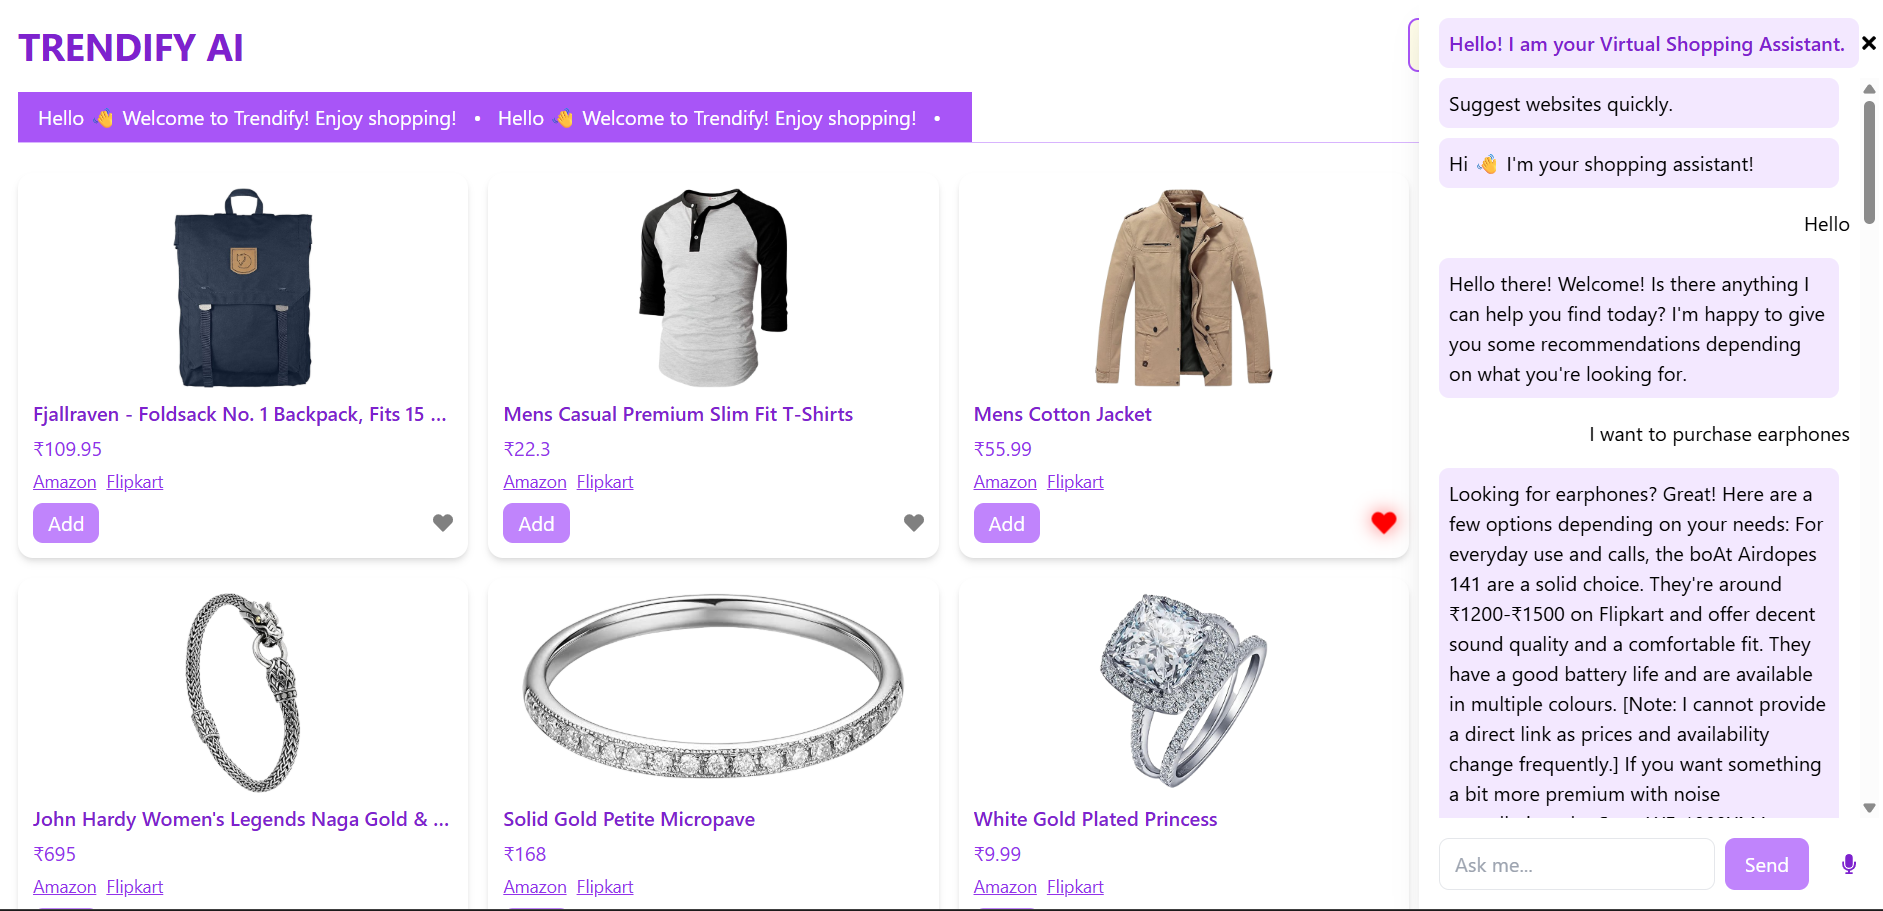 TRENDIFY AI
Hello 👋 Welcome to Trendify! Enjoy shopping! • Hello 👋 Welcome to Trendify! Enjoy shopping! •
Fjallraven - Foldsack No. 1 Backpack, Fits 15 ...
₹109.95
Amazon Flipkart
Add
Mens Casual Premium Slim Fit T-Shirts
₹22.3
Amazon Flipkart
Add
Mens Cotton Jacket
₹55.99
Amazon Flipkart
Add
John Hardy Women's Legends Naga Gold & ...
₹695
Amazon Flipkart
Solid Gold Petite Micropave
₹168
Amazon Flipkart
White Gold Plated Princess
₹9.99
Amazon Flipkart
Hello! I am your Virtual Shopping Assistant.
Suggest websites quickly.
Hi 👋 I'm your shopping assistant!
Hello
Hello there! Welcome! Is there anything I
can help you find today? I'm happy to give
you some recommendations depending
on what you're looking for.
I want to purchase earphones
Looking for earphones? Great! Here are a
few options depending on your needs: For
everyday use and calls, the boAt Airdopes
141 are a solid choice. They're around
₹1200-₹1500 on Flipkart and offer decent
sound quality and a comfortable fit. They
have a good battery life and are available
in multiple colours. [Note: I cannot provide
a direct link as prices and availability
change frequently.] If you want something
a bit more premium with noise
Ask me...
Send